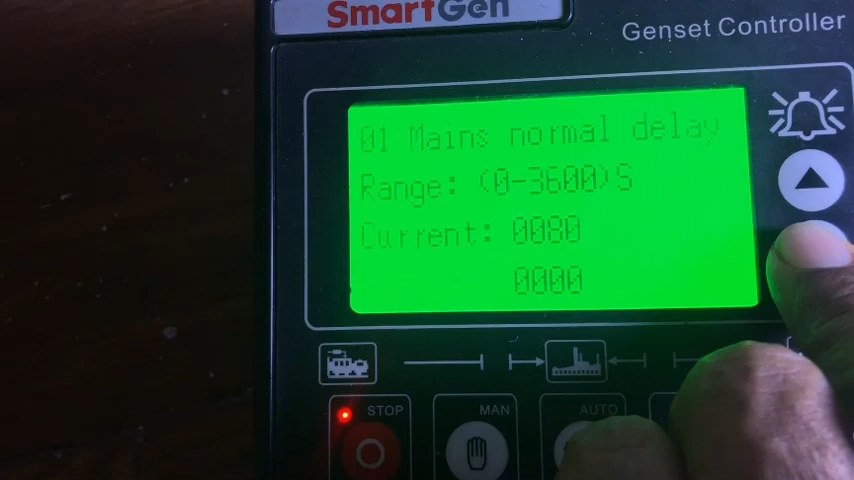 SmartGen
Genset Controller
01 Mains normal delay
Range: (0-3600)S
Current: 0080
0000
STOP
MAN
AUTO